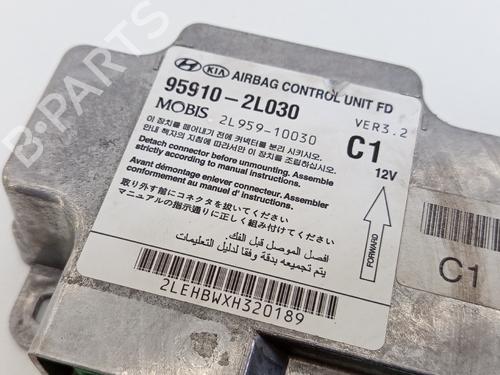 B-PARTS
HYUNDAI KIA AIRBAG CONTROL UNIT FD
95910-2L030 VER3.2
MOBIS 2L959-10030 C1
이 장치를 떼어내기 전에 커넥터를 분리 시키시오. 12V
안내 책자의 지침에 따라서만 이 장치를 조립하시오.
Detach connector before unmounting. Assemble
strictly according to manual instructions.
Avant démontage enlever connecteur. Assembler
conformement au manuel d' instructions.
取り外す前にコネクタを抜いてください
マニュアルの指示通りに正しく組み付けてください
افصل الموصل قبل الفك.
يتم تجميعه بدقة وفقا لدليل التعليمات
FORWARD
2LEHBWXH320189
C1